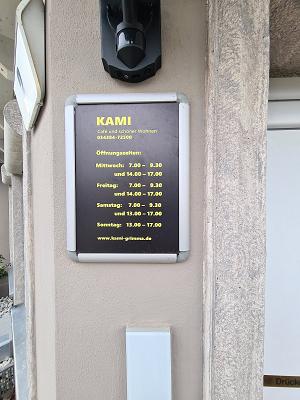 KAMI
Café und schöner Wohnen
034384-72500
Öffnungszeiten:
Mittwoch: 7.00 – 9.30
und 14.00 – 17.00
Freitag: 7.00 – 9.30
und 14.00 – 17.00
Samstag: 7.00 – 9.30
und 13.00 – 17.00
Sonntag: 13.00 – 17.00
www.kami-grimma.de
Drück